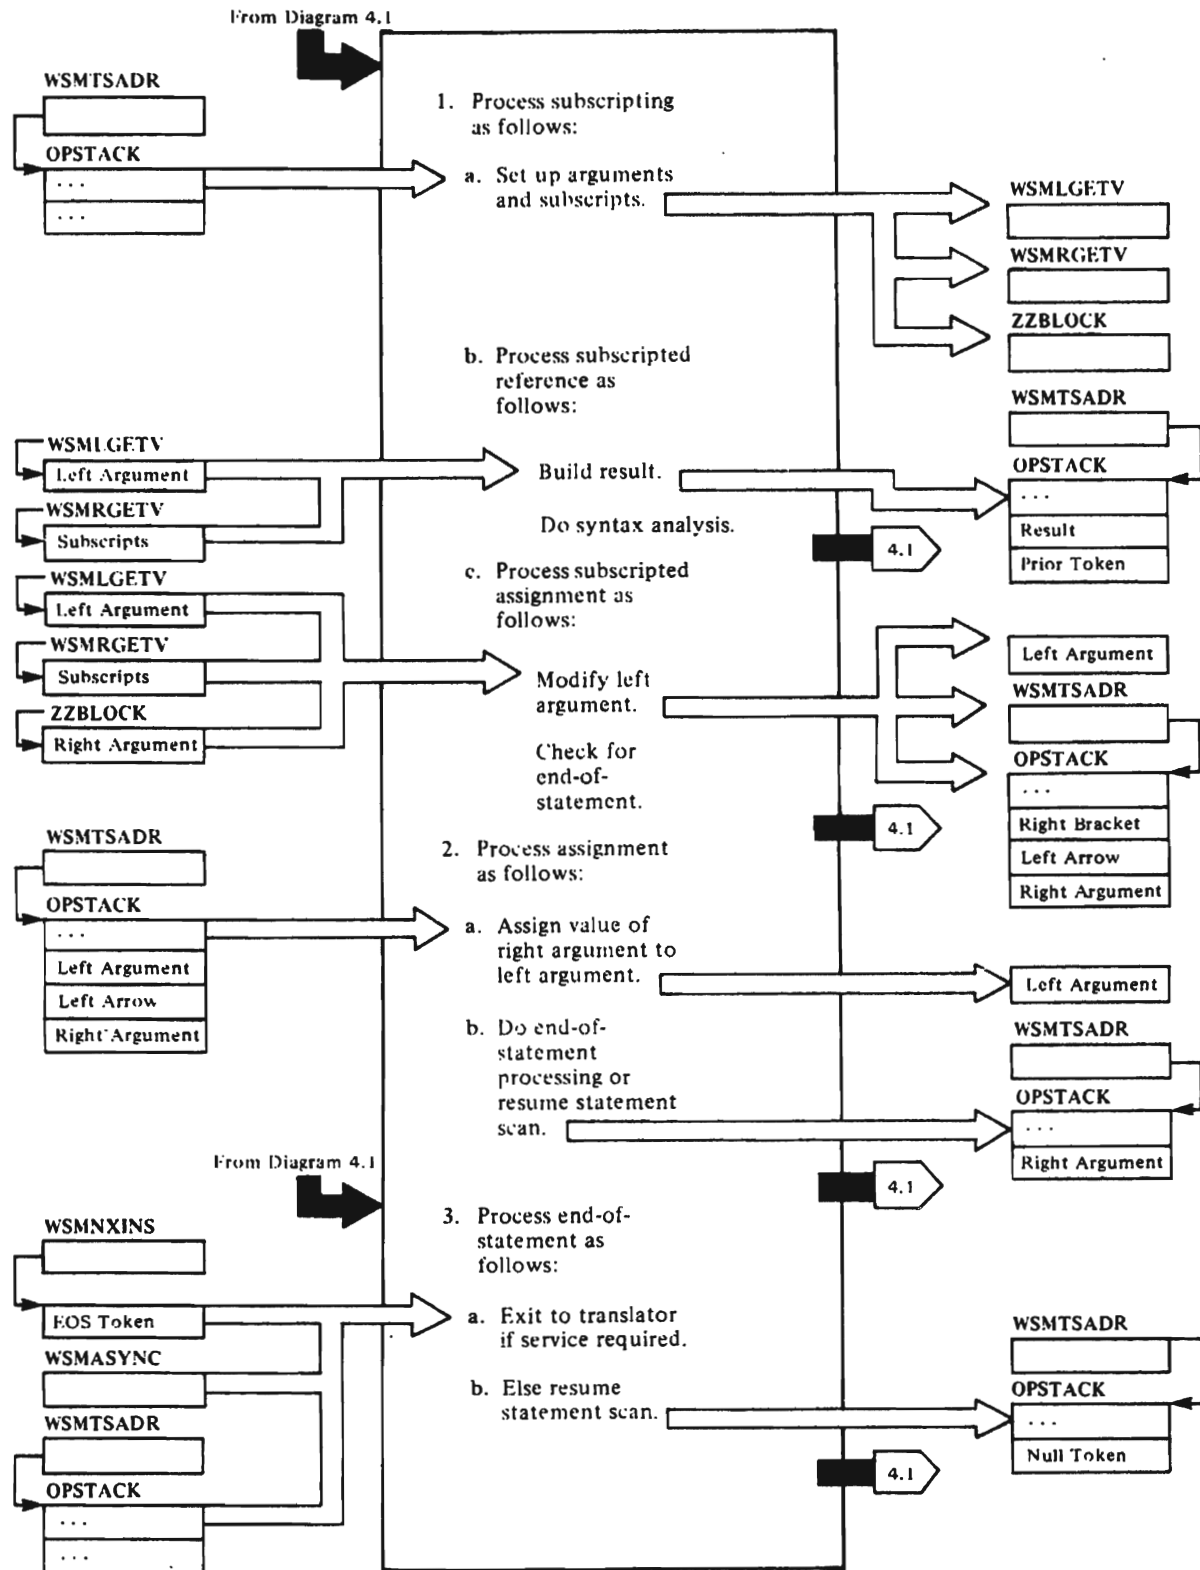 From Diagram 4.1
WSMTSADR
OPSTACK
. . .
. . .
1. Process subscripting
as follows:
a. Set up arguments
and subscripts.
WSMLGETV
WSMRGETV
ZZBLOCK
b. Process subscripted
reference as
follows:
WSMLGETV
Left Argument
WSMRGETV
Subscripts
Build result.
Do syntax analysis.
WSMTSADR
OPSTACK
. . .
Result
Prior Token
4.1
c. Process subscripted
assignment as
follows:
WSMLGETV
Left Argument
WSMRGETV
Subscripts
ZZBLOCK
Right Argument
Modify left
argument.
Check for
end-of-
statement.
Left Argument
WSMTSADR
OPSTACK
. . .
Right Bracket
Left Arrow
Right Argument
4.1
2. Process assignment
as follows:
WSMTSADR
OPSTACK
. . .
Left Argument
Left Arrow
Right Argument
a. Assign value of
right argument to
left argument.
Left Argument
b. Do end-of-
statement
processing or
resume statement
scan.
WSMTSADR
OPSTACK
. . .
Right Argument
4.1
From Diagram 4.1
3. Process end-of-
statement as
follows:
WSMNXINS
EOS Token
WSMASYNC
WSMTSADR
OPSTACK
. . .
. . .
a. Exit to translator
if service required.
b. Else resume
statement scan.
WSMTSADR
OPSTACK
. . .
Null Token
4.1